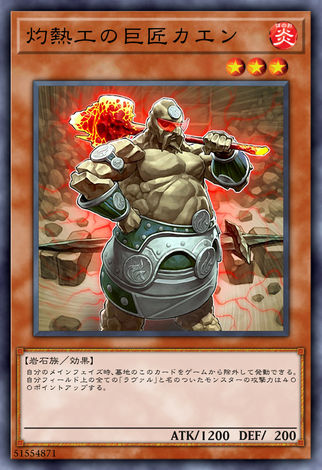 灼熱工の巨匠カエン
炎
ほのお
【岩石族／効果】
自分のメインフェイズ時、墓地のこのカードをゲームから除外して発動できる。
自分フィールド上の全ての「ラヴァル」と名のついたモンスターの攻撃力は４０
０ポイントアップする。
ATK/1200 DEF/ 200
51554871